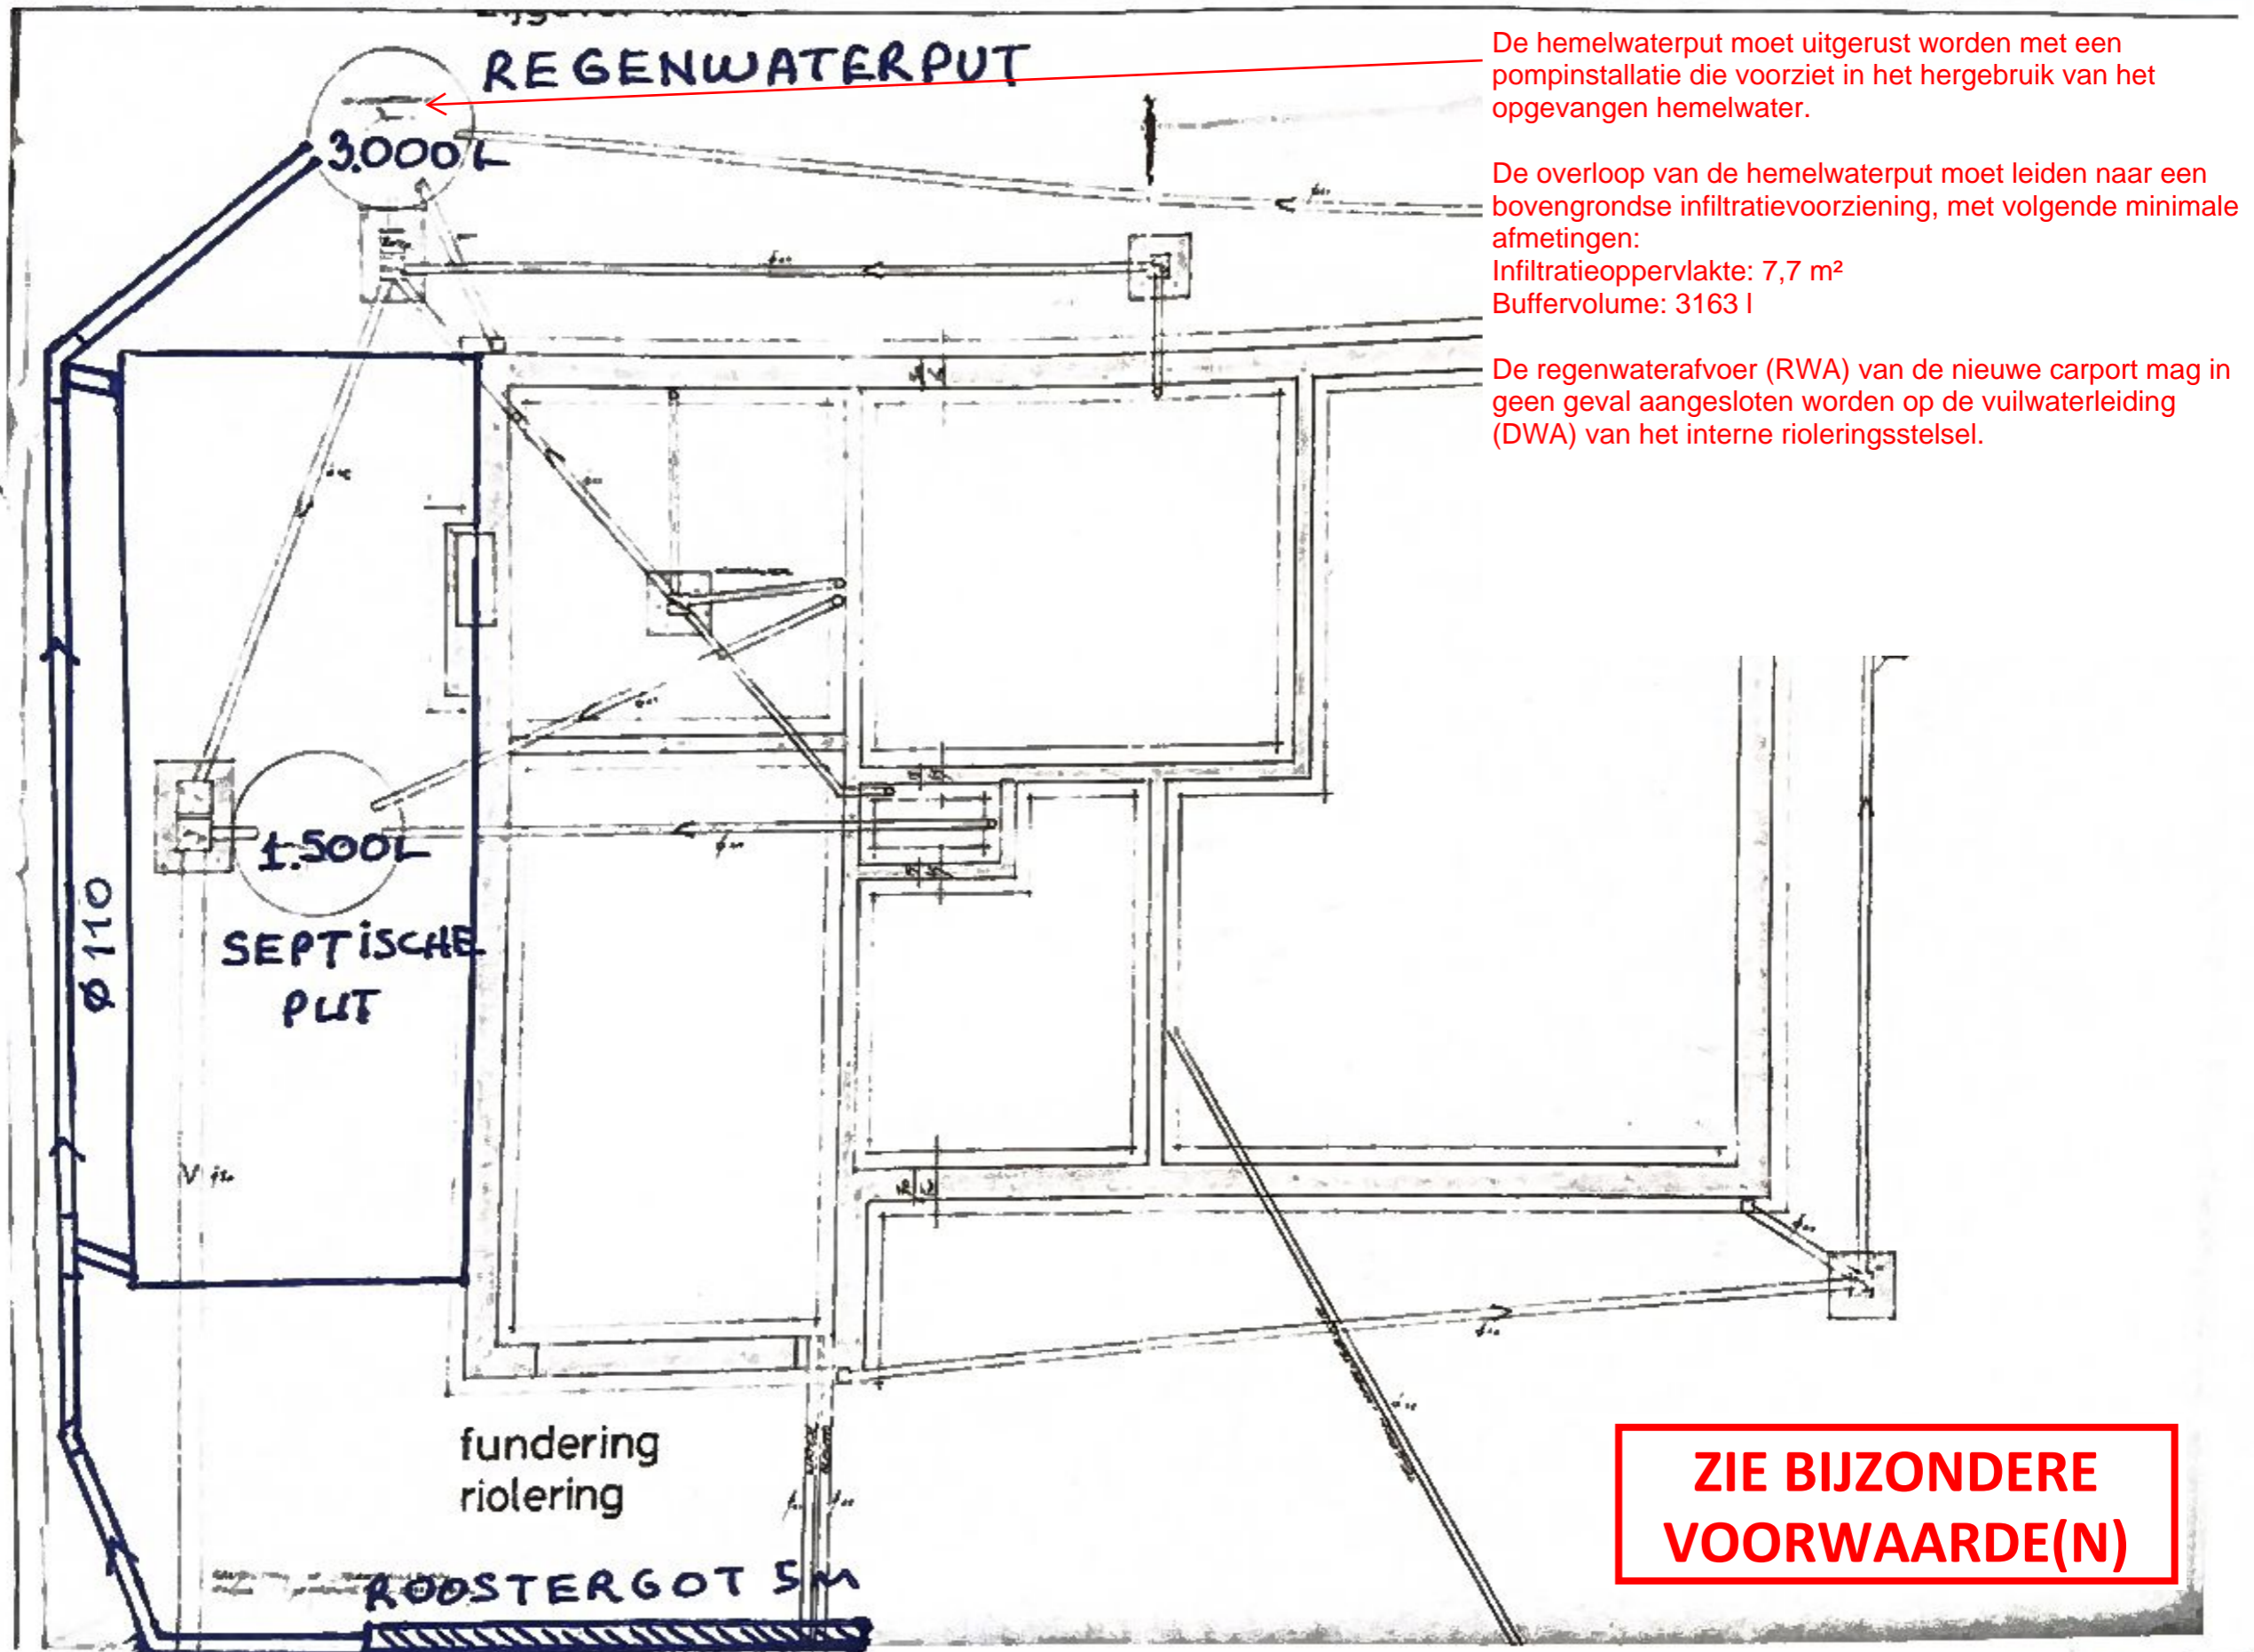 REGENWATERPUT
3.000 L
De hemelwaterput moet uitgerust worden met een
pompinstallatie die voorziet in het hergebruik van het
opgevangen hemelwater.
De overloop van de hemelwaterput moet leiden naar een
bovengrondse infiltratievoorziening, met volgende minimale
afmetingen:
Infiltratieoppervlakte: 7,7 m²
Buffervolume: 3163 l
De regenwaterafvoer (RWA) van de nieuwe carport mag in
geen geval aangesloten worden op de vuilwaterleiding
(DWA) van het interne rioleringsstelsel.
1.500L
SEPTISCHE
PUT
Ø 110
fundering
riolering
ROOSTERGOT 5M
ZIE BIJZONDERE
VOORWAARDE(N)